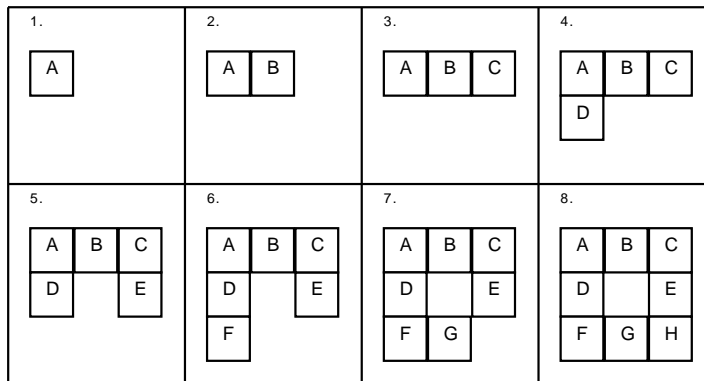 1.
A
2.
A B
3.
A B C
4.
A B C
D
5.
A B C
D E
6.
A B C
D E
F
7.
A B C
D E
F G
8.
A B C
D E
F G H